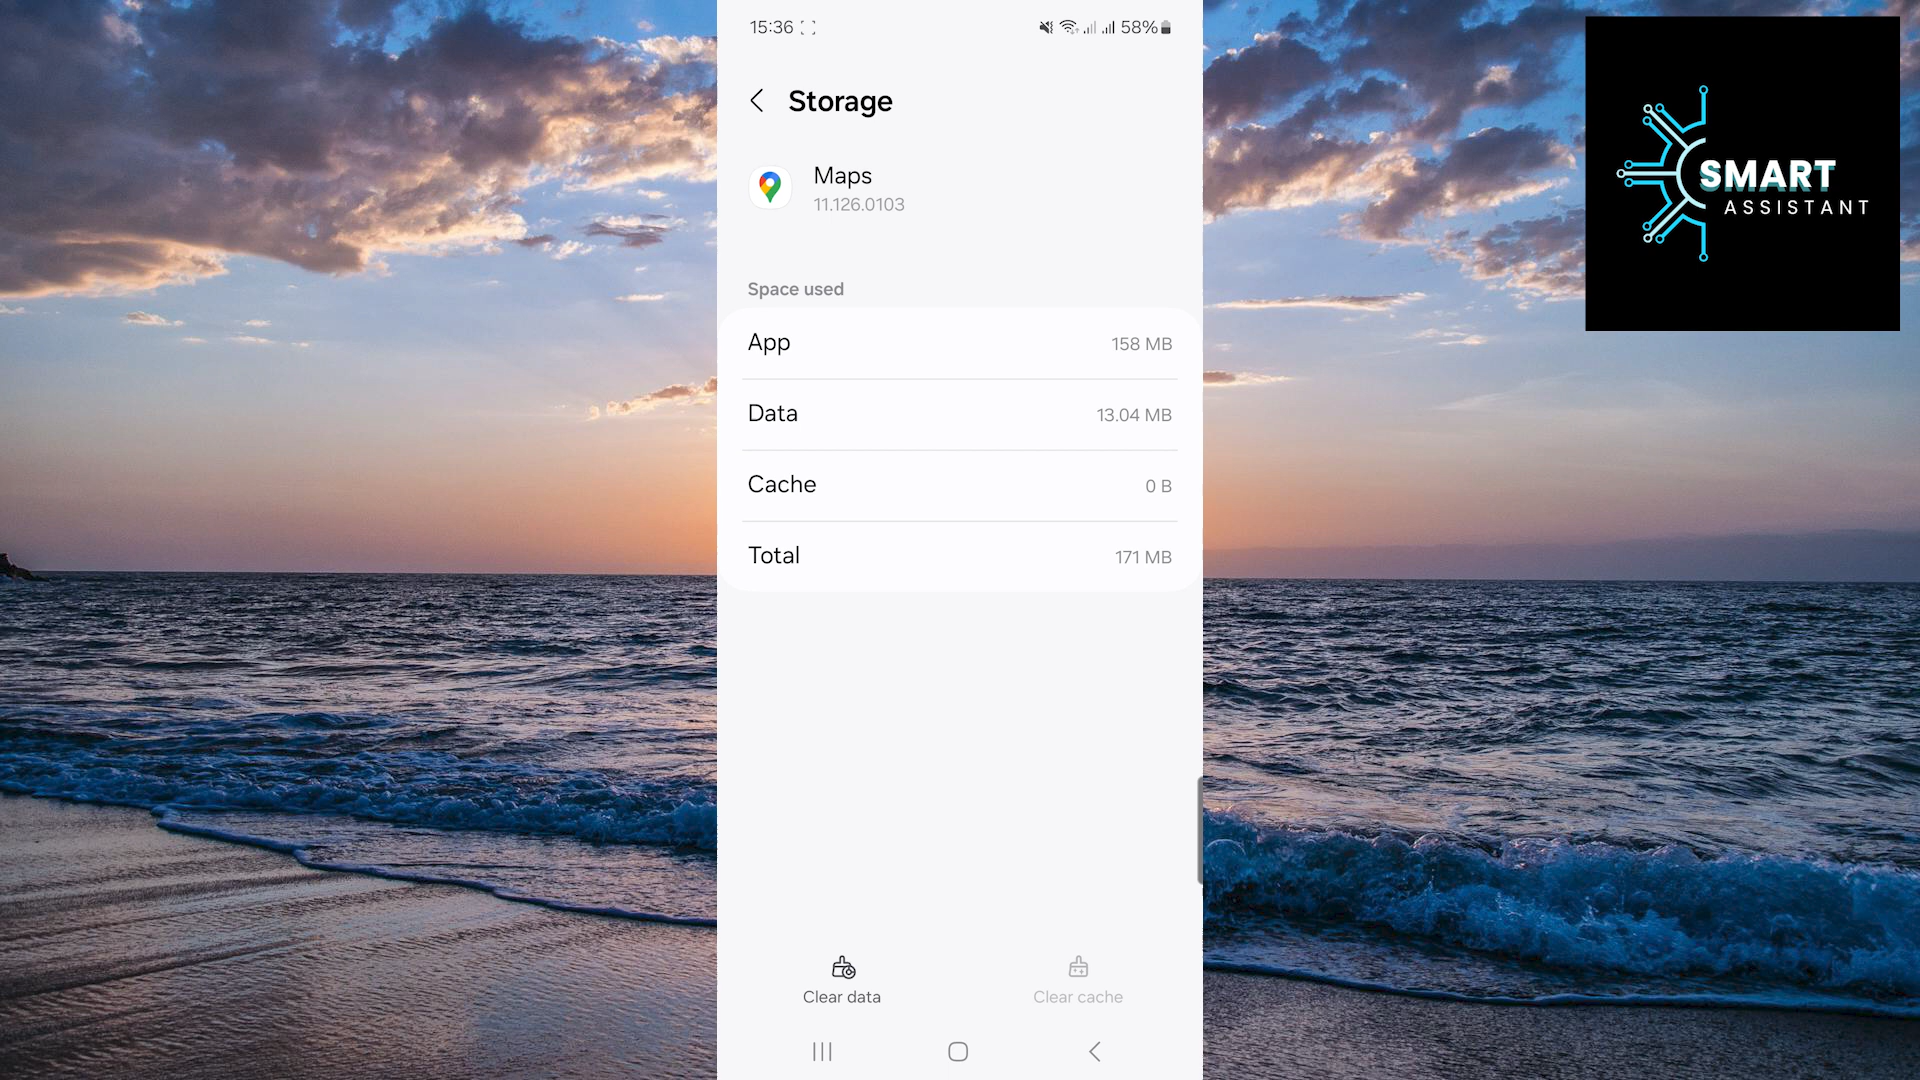 15:36
58%
Storage
Maps
11.126.0103
Space used
App 158 MB
Data 13.04 MB
Cache 0 B
Total 171 MB
Clear data Clear cache
SMART
ASSISTANT